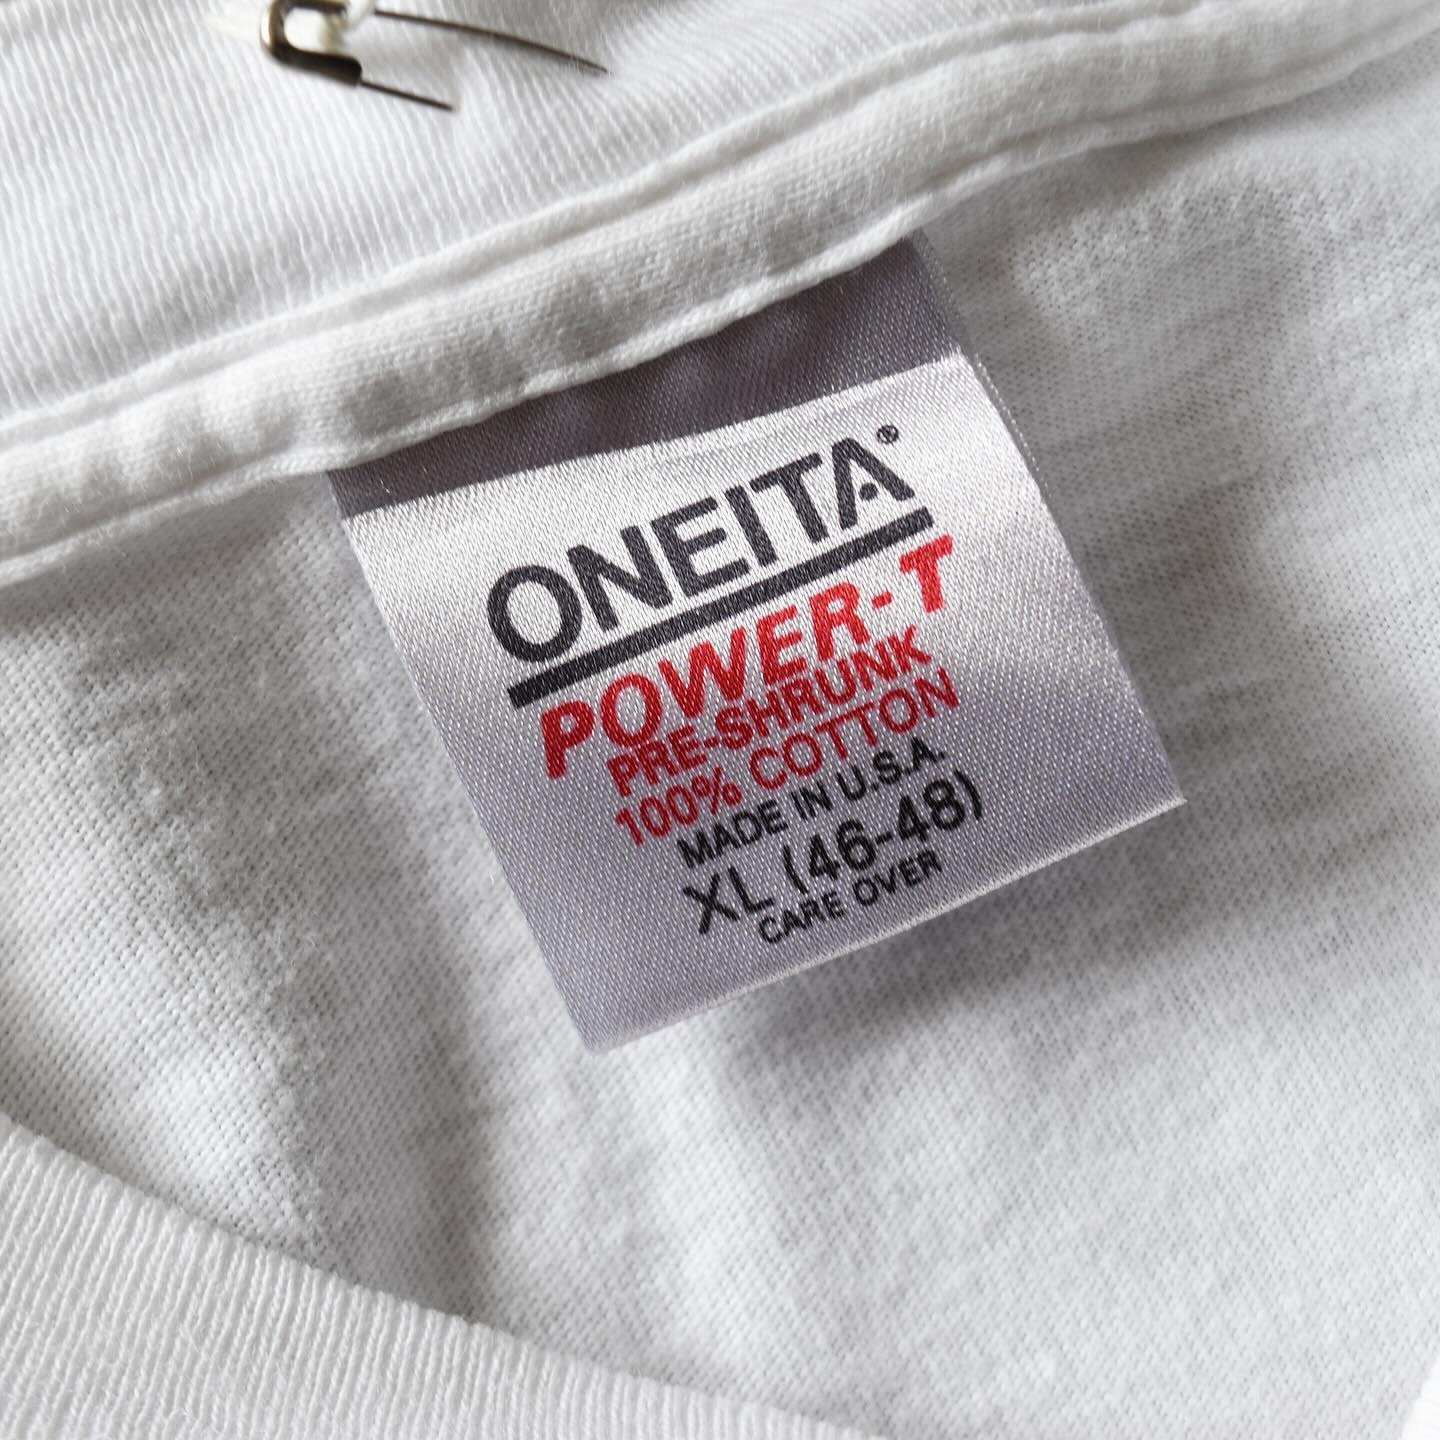 ONEITA®
POWER-T
PRE-SHRUNK
100% COTTON
MADE IN U.S.A.
XL (46-48)
CARE OVER